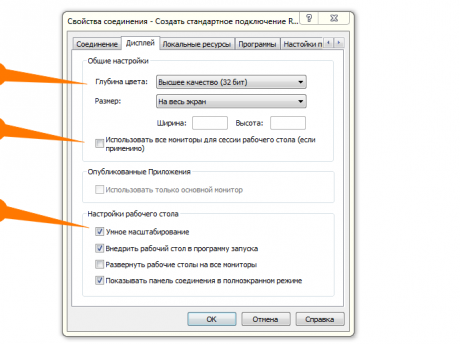 Свойства соединения - Создать стандартное подключение R...
Соединение Дисплей Локальные ресурсы Программы Настойки п
Общие настройки
Глубина цвета: Высшее качество (32 бит)
Размер: На весь экран
Ширина: Высота:
Использовать все мониторы для сессии рабочего стола (если
применимо)
Опубликованные Приложения
Использовать только основной монитор
Настройки рабочего стола
Умное масштабирование
Внедрить рабочий стол в программу запуска
Развернуть рабочие столы на все мониторы
Показывать панель соединения в полноэкранном режиме
OK Отмена Справка